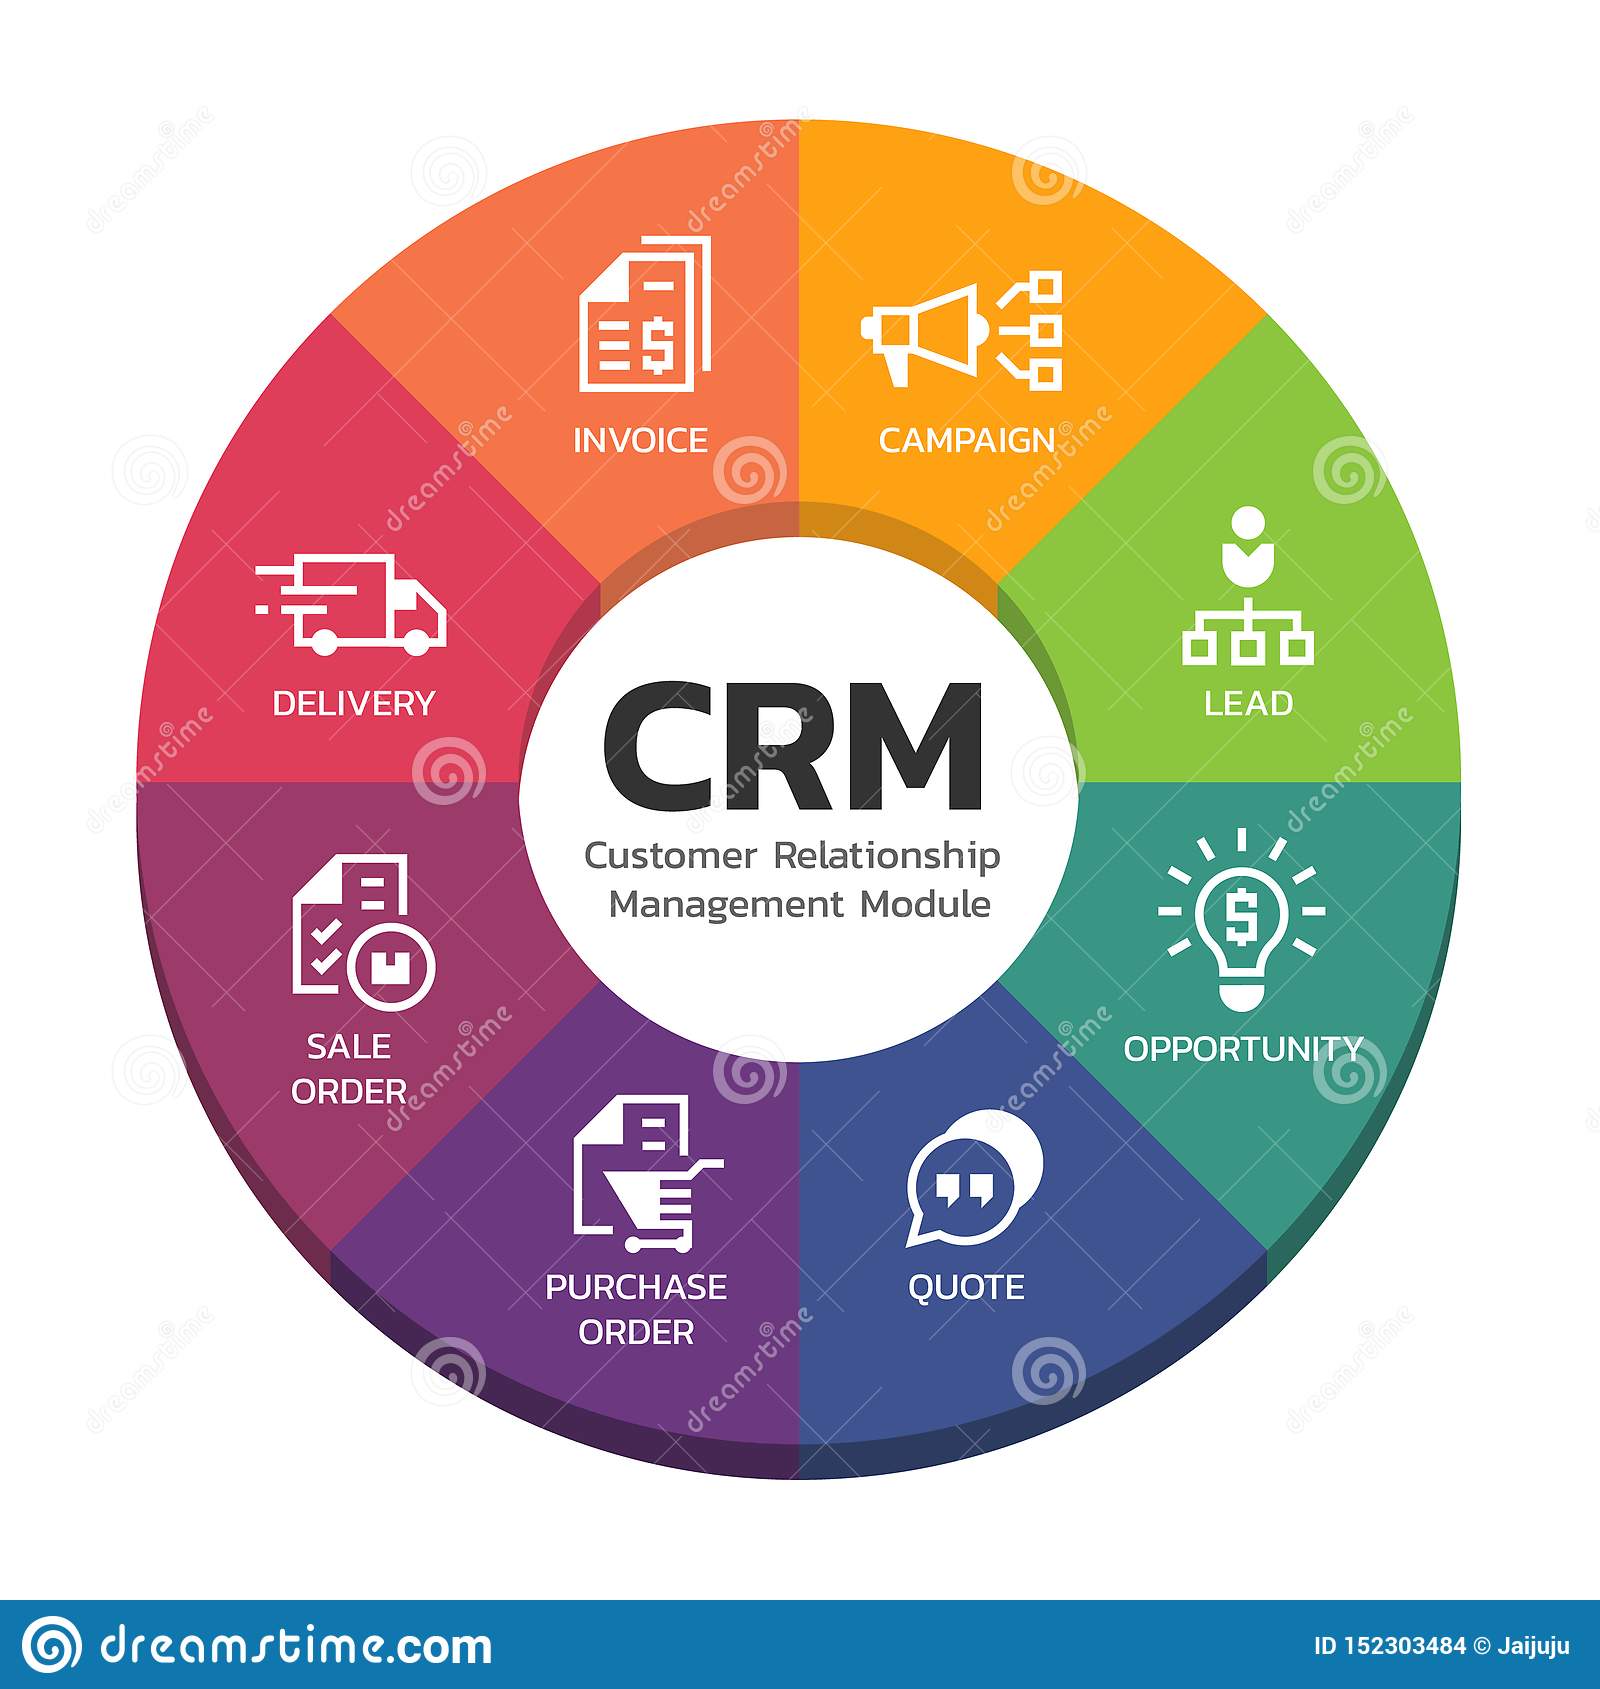 INVOICE
CAMPAIGN
DELIVERY
LEAD
CRM
Customer Relationship
Management Module
SALE
ORDER
OPPORTUNITY
PURCHASE
ORDER
QUOTE
dreamstime
dreamstime.com
ID 152303484 © Jaijuju